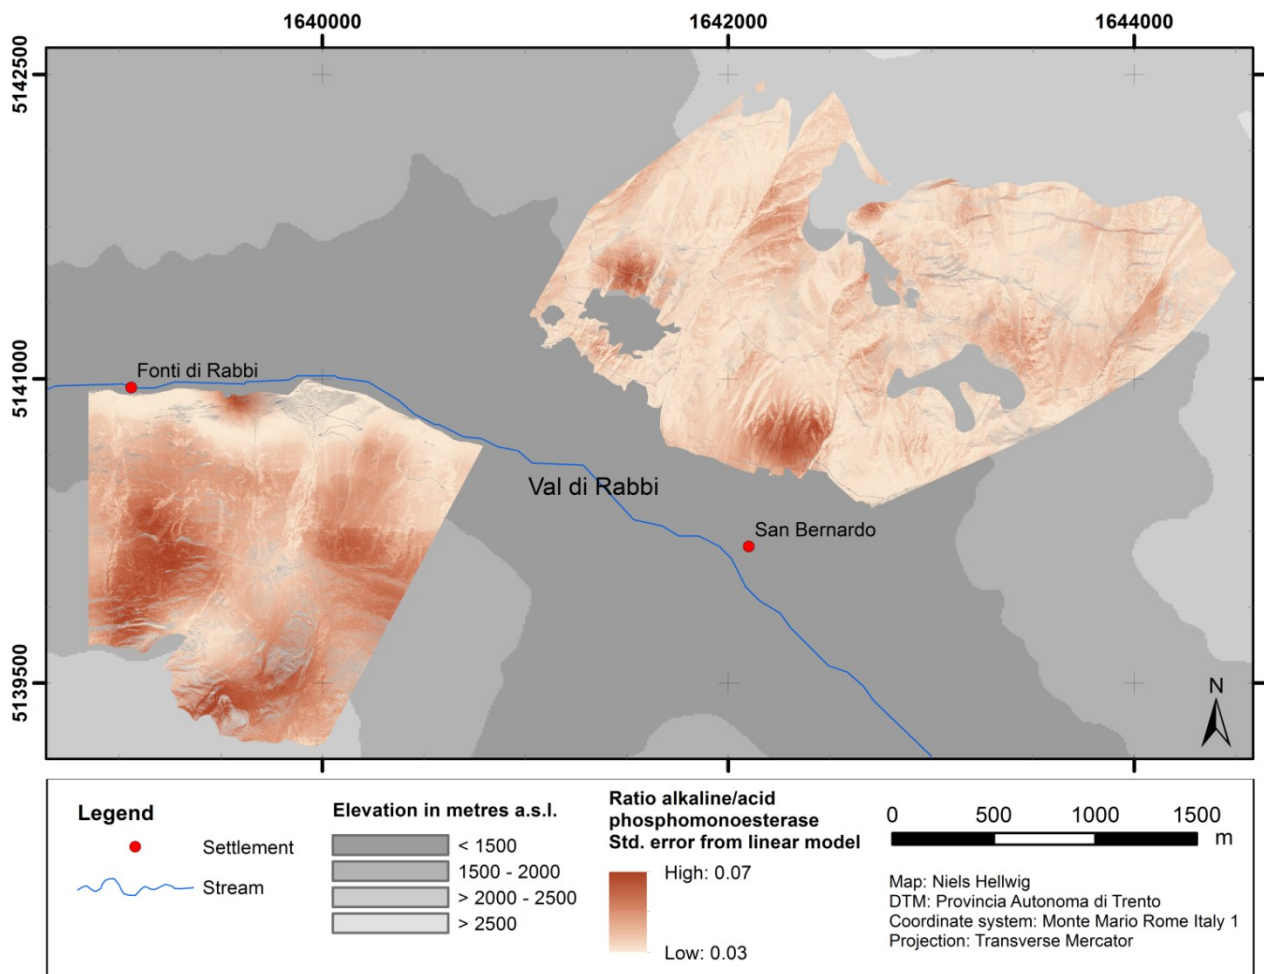 1640000
1642000
1644000
5142500
5141000
5139500
Fonti di Rabbi
Val di Rabbi
San Bernardo
N
Legend
Settlement
Stream
Elevation in metres a.s.l.
< 1500
1500 - 2000
> 2000 - 2500
> 2500
Ratio alkaline/acid
phosphomonoesterase
Std. error from linear model
High: 0.07
Low: 0.03
0 500 1000 1500
m
Map: Niels Hellwig
DTM: Provincia Autonoma di Trento
Coordinate system: Monte Mario Rome Italy 1
Projection: Transverse Mercator